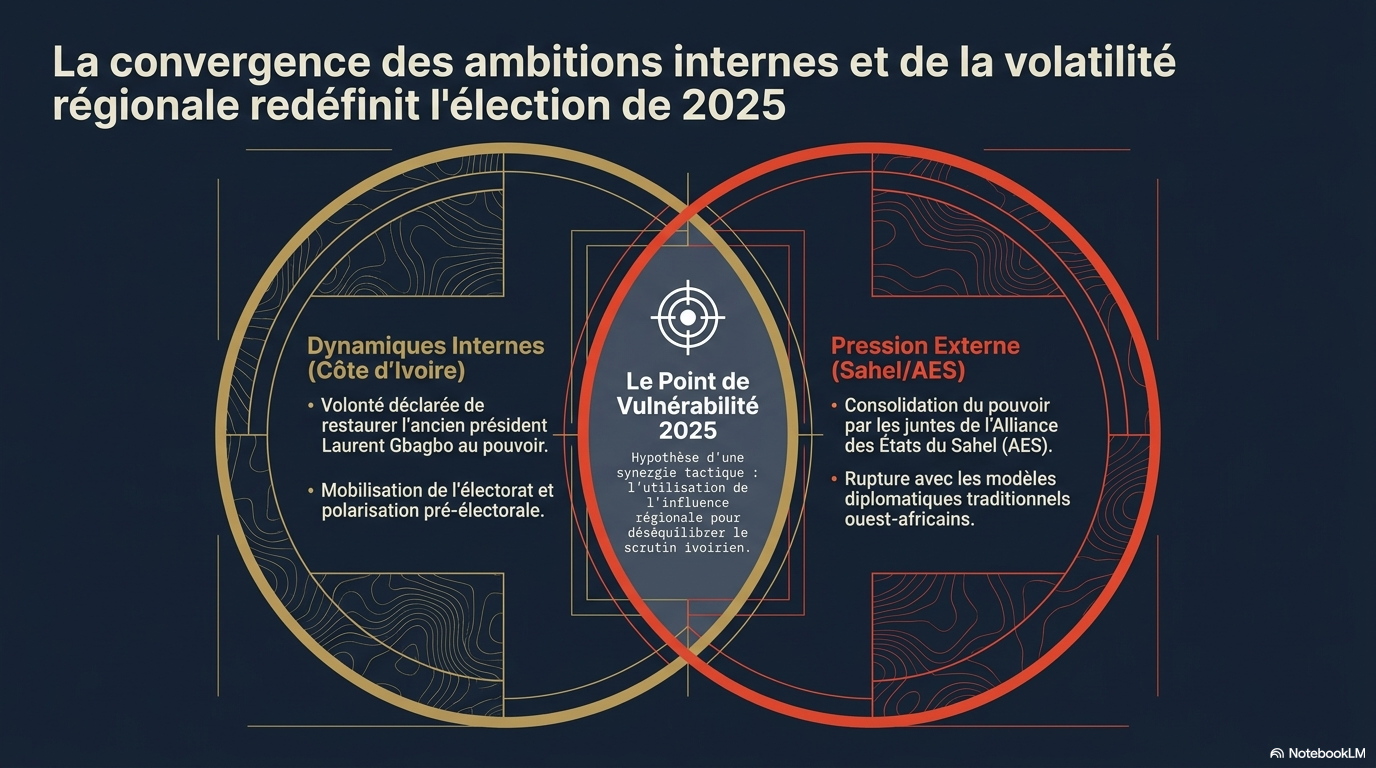 La convergence des ambitions internes et de la volatilité
régionale redéfinit l'élection de 2025
Dynamiques Internes
(Côte d'Ivoire)
• Volonté déclarée de
restaurer l'ancien président
Laurent Gbagbo au pouvoir.
• Mobilisation de l'électorat et
polarisation pré-électorale.
Le Point de
Vulnérabilité
2025
Hypothèse d'une
synezgie tactique :
l'utilisation de
l'influence
régionale pour
déséquilibrer le
scrutin ivoirien.
Pression Externe
(Sahel/AES)
• Consolidation du pouvoir
par les juntes de l'Alliance
des États du Sahel (AES).
• Rupture avec les modèles
diplomatiques traditionnels
ouest-africains.
NotebookLM